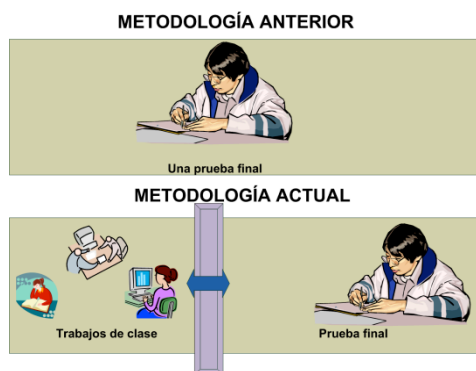 METODOLOGÍA ANTERIOR
Una prueba final
METODOLOGÍA ACTUAL
Trabajos de clase
Prueba final